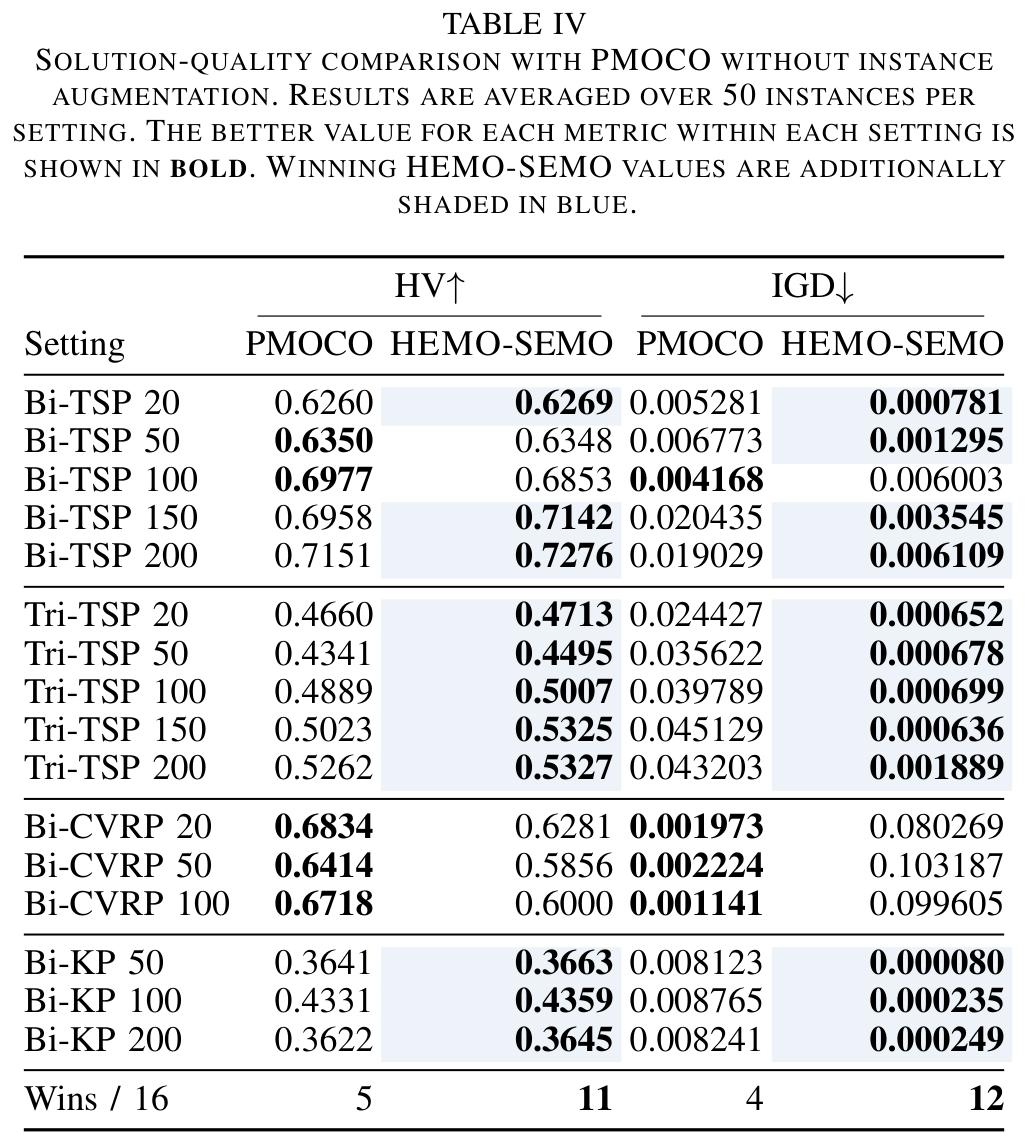 TABLE IV
SOLUTION-QUALITY COMPARISON WITH PMOCO WITHOUT INSTANCE
AUGMENTATION. RESULTS ARE AVERAGED OVER 50 INSTANCES PER
SETTING. THE BETTER VALUE FOR EACH METRIC WITHIN EACH SETTING IS
SHOWN IN BOLD. WINNING HEMO-SEMO VALUES ARE ADDITIONALLY
SHADED IN BLUE.
HV↑ IGD↓
Setting PMOCO HEMO-SEMO PMOCO HEMO-SEMO
Bi-TSP 20 0.6260 0.6269 0.005281 0.000781
Bi-TSP 50 0.6350 0.6348 0.006773 0.001295
Bi-TSP 100 0.6977 0.6853 0.004168 0.006003
Bi-TSP 150 0.6958 0.7142 0.020435 0.003545
Bi-TSP 200 0.7151 0.7276 0.019029 0.006109
Tri-TSP 20 0.4660 0.4713 0.024427 0.000652
Tri-TSP 50 0.4341 0.4495 0.035622 0.000678
Tri-TSP 100 0.4889 0.5007 0.039789 0.000699
Tri-TSP 150 0.5023 0.5325 0.045129 0.000636
Tri-TSP 200 0.5262 0.5327 0.043203 0.001889
Bi-CVRP 20 0.6834 0.6281 0.001973 0.080269
Bi-CVRP 50 0.6414 0.5856 0.002224 0.103187
Bi-CVRP 100 0.6718 0.6000 0.001141 0.099605
Bi-KP 50 0.3641 0.3663 0.008123 0.000080
Bi-KP 100 0.4331 0.4359 0.008765 0.000235
Bi-KP 200 0.3622 0.3645 0.008241 0.000249
Wins / 16 5 11 4 12